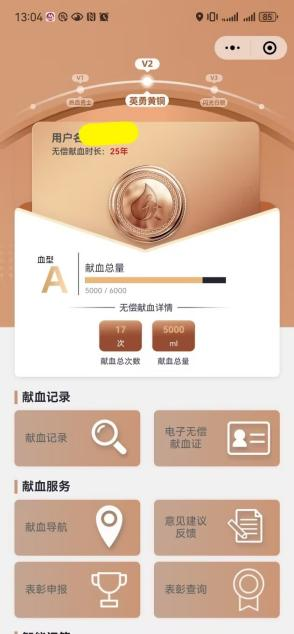 13:04
85
V2
V1
V3
热血勇士
英勇黄铜
闪光白银
用户名
无偿献血时长：25年
血型
A
献血总量
5000 / 6000
无偿献血详情
17
次
5000
ml
献血总次数
献血总量
献血记录
献血记录
电子无偿
献血证
献血服务
献血导航
意见建议
反馈
表彰申报
表彰查询